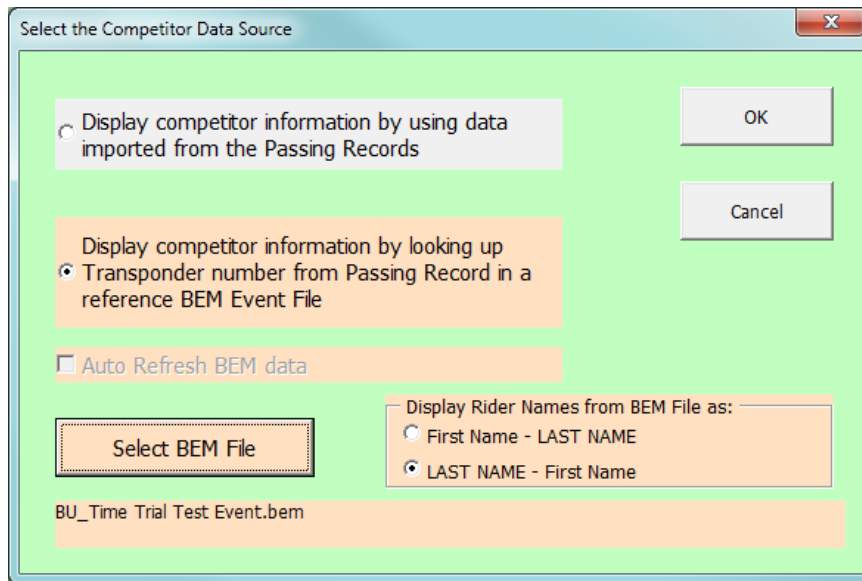 Select the Competitor Data Source
Display competitor information by using data
imported from the Passing Records
OK
Cancel
Display competitor information by looking up
Transponder number from Passing Record in a
reference BEM Event File
Auto Refresh BEM data
Select BEM File
Display Rider Names from BEM File as:
First Name - LAST NAME
LAST NAME - First Name
BU_Time Trial Test Event.bem